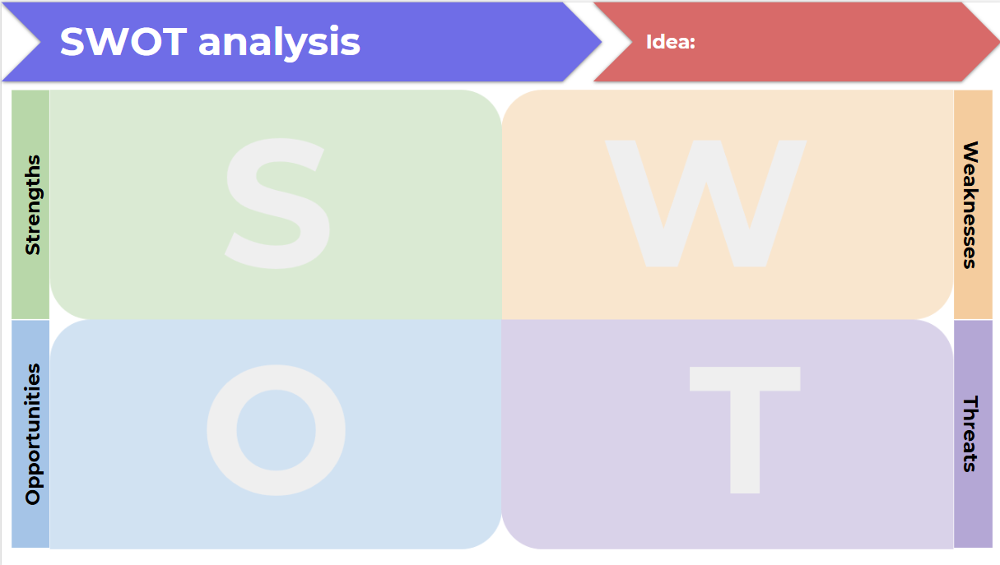 SWOT analysis
Idea:
Strengths
S
W
Weaknesses
Opportunities
O
T
Threats